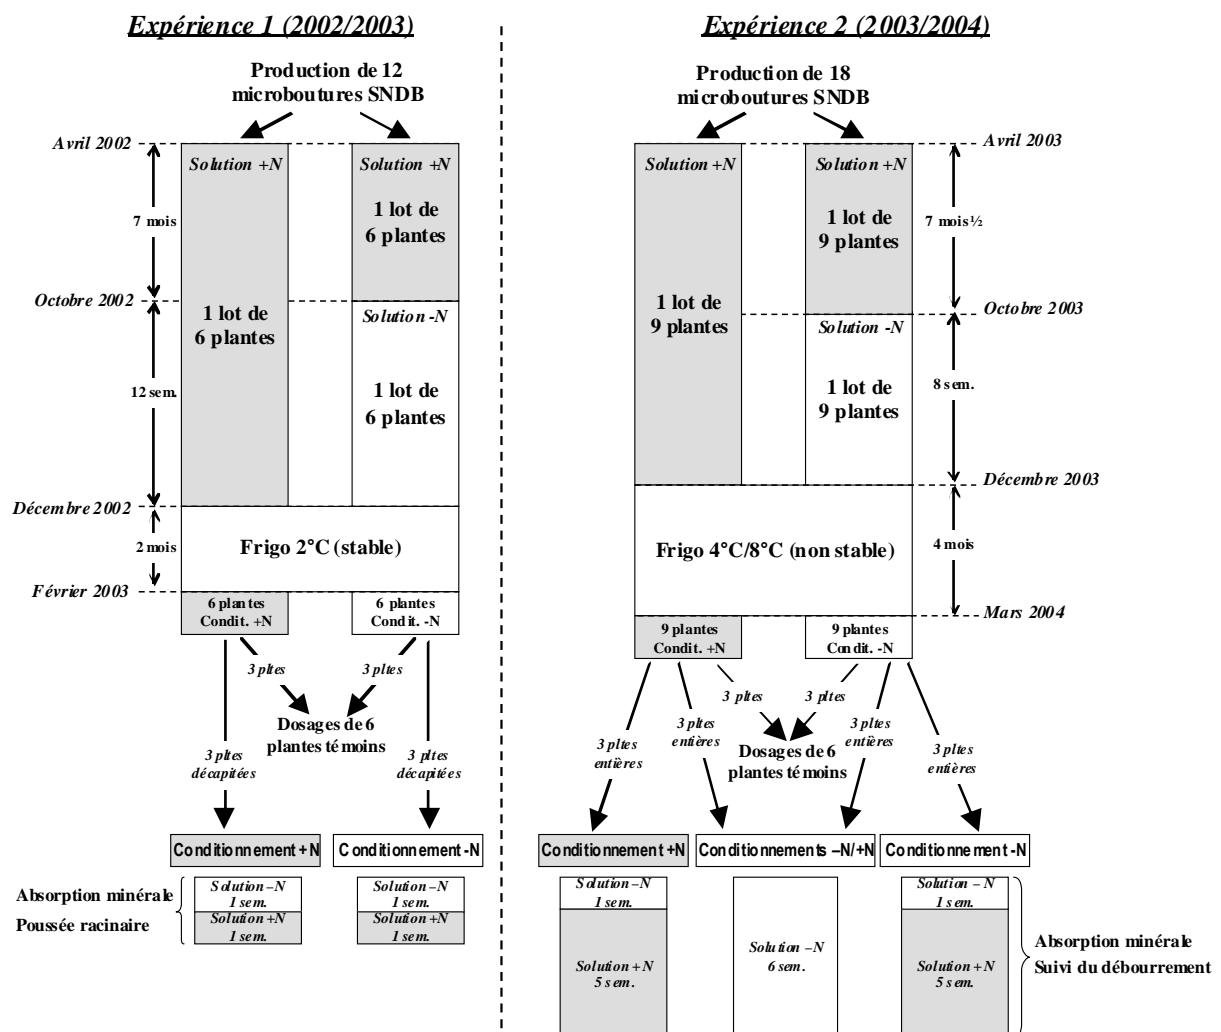 Expérience 1 (2002/2003)
Production de 12
microboutures SNDB
Avril 2002
Solution +N
Solution +N
1 lot de
6 plantes
7 mois
Octobre 2002
1 lot de
6 plantes
Solution -N
12 sem.
1 lot de
6 plantes
Décembre 2002
2 mois
Frigo 2°C (stable)
Février 2003
6 plantes
Condit. +N
6 plantes
Condit. -N
3 pltes
3 pltes
Dosages de 6
plantes témoins
3 pltes
décapitées
3 pltes
décapitées
Conditionnement + N
Conditionnement -N
Absorption minérale
Poussée racinaire
Solution –N
1 sem.
Solution +N
1 sem.
Solution –N
1 sem.
Solution +N
1 sem.
Expérience 2 (2003/2004)
Production de 18
microboutures SNDB
Avril 2003
Solution +N
Solution +N
1 lot de
9 plantes
7 mois ½
1 lot de
9 plantes
Octobre 2003
Solution -N
1 lot de
9 plantes
8 sem.
Décembre 2003
Frigo 4°C/8°C (non stable)
4 mois
Mars 2004
9 plantes
Condit. +N
9 plantes
Condit. -N
3 pltes
3 pltes
3 pltes
entières
3 pltes
entières
Dosages de 6
plantes témoins
3 pltes
entières
3 pltes
entières
Conditionnement +N
Conditionnements –N/+N
Conditionnement -N
Solution –N
1 sem.
Solution + N
5 sem.
Solution –N
6 sem.
Solution – N
1 sem.
Solution + N
5 sem.
Absorption minérale
Suivi du débourrement